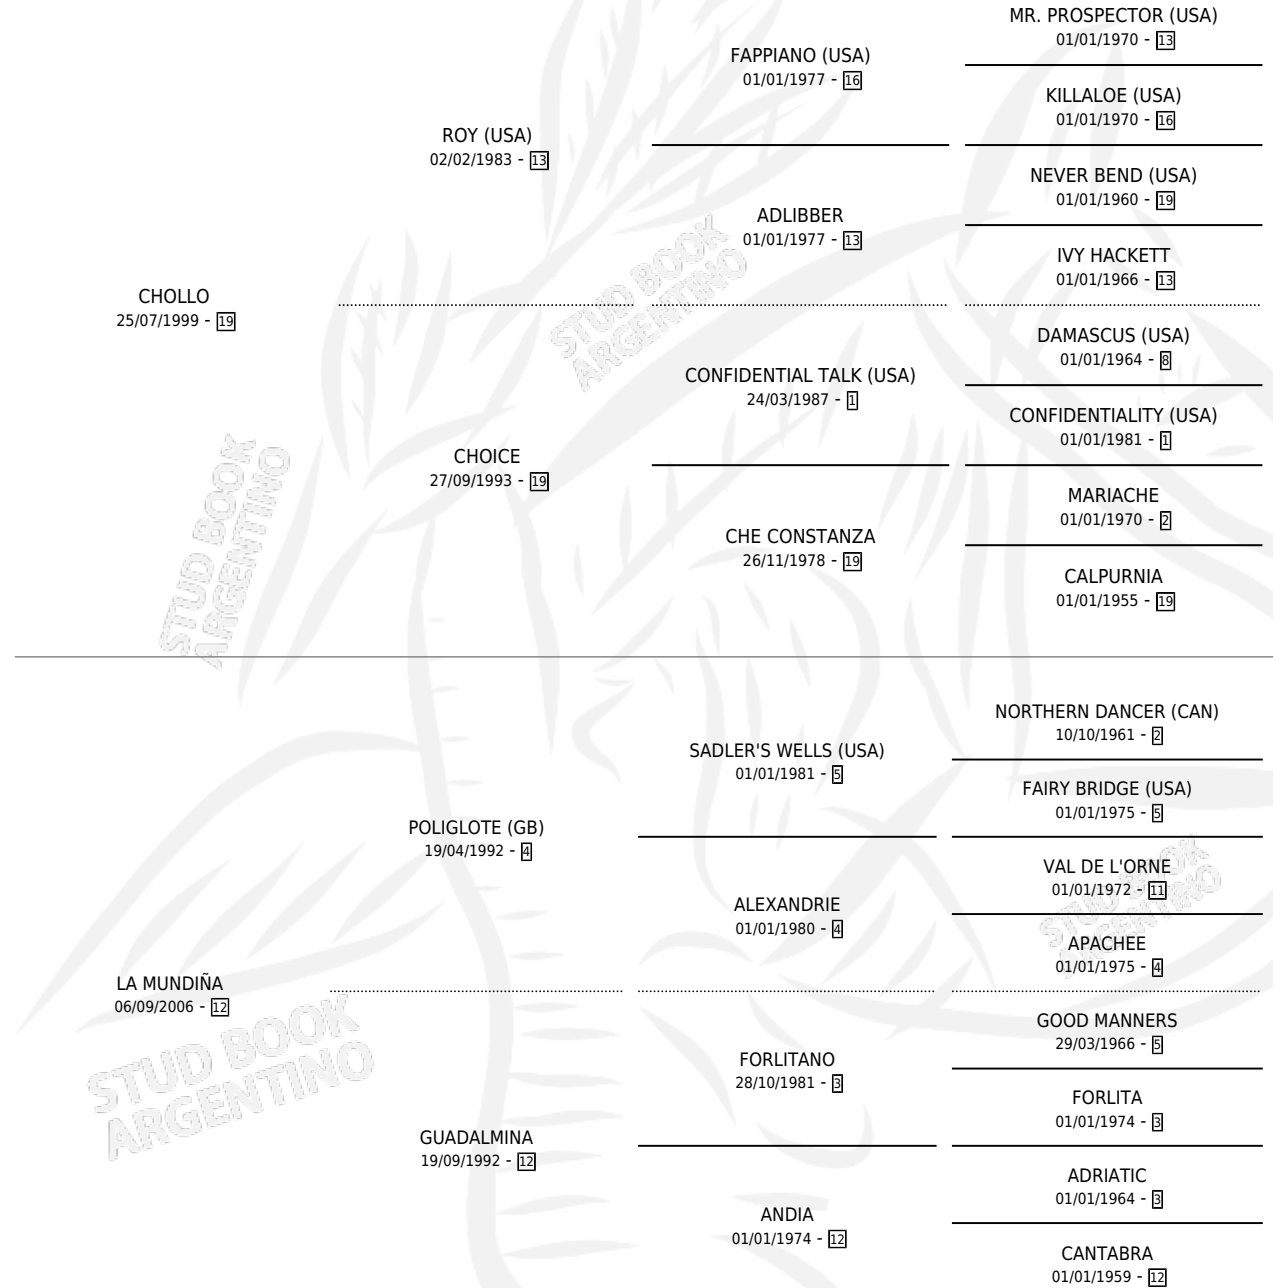 MR. PROSPECTOR (USA)
01/01/1970 - 13
FAPPIANO (USA)
01/01/1977 - 16
KILLALOE (USA)
01/01/1970 - 16
ROY (USA)
02/02/1983 - 13
NEVER BEND (USA)
01/01/1960 - 19
ADLIBBER
01/01/1977 - 13
IVY HACKETT
01/01/1966 - 13
CHOLLO
25/07/1999 - 19
DAMASCUS (USA)
01/01/1964 - 8
CONFIDENTIAL TALK (USA)
24/03/1987 - 1
CONFIDENTIALITY (USA)
01/01/1981 - 1
CHOICE
27/09/1993 - 19
MARIACHE
01/01/1970 - 2
CHE CONSTANZA
26/11/1978 - 19
CALPURNIA
01/01/1955 - 19
NORTHERN DANCER (CAN)
10/10/1961 - 2
SADLER'S WELLS (USA)
01/01/1981 - 5
FAIRY BRIDGE (USA)
01/01/1975 - 5
POLIGLOTE (GB)
19/04/1992 - 4
VAL DE L'ORNE
01/01/1972 - 11
ALEXANDRIE
01/01/1980 - 4
APACHEE
01/01/1975 - 4
LA MUNDIÑA
06/09/2006 - 12
GOOD MANNERS
29/03/1966 - 5
FORLITANO
28/10/1981 - 3
FORLITA
01/01/1974 - 3
GUADALMINA
19/09/1992 - 12
ADRIATIC
01/01/1964 - 3
ANDIA
01/01/1974 - 12
CANTABRA
01/01/1959 - 12
STUD BOOK
ARGENTINO
STUD BOOK
ARGENTINO
STUD BOOK
ARGENTINO
STUD BOOK
ARGENTINO